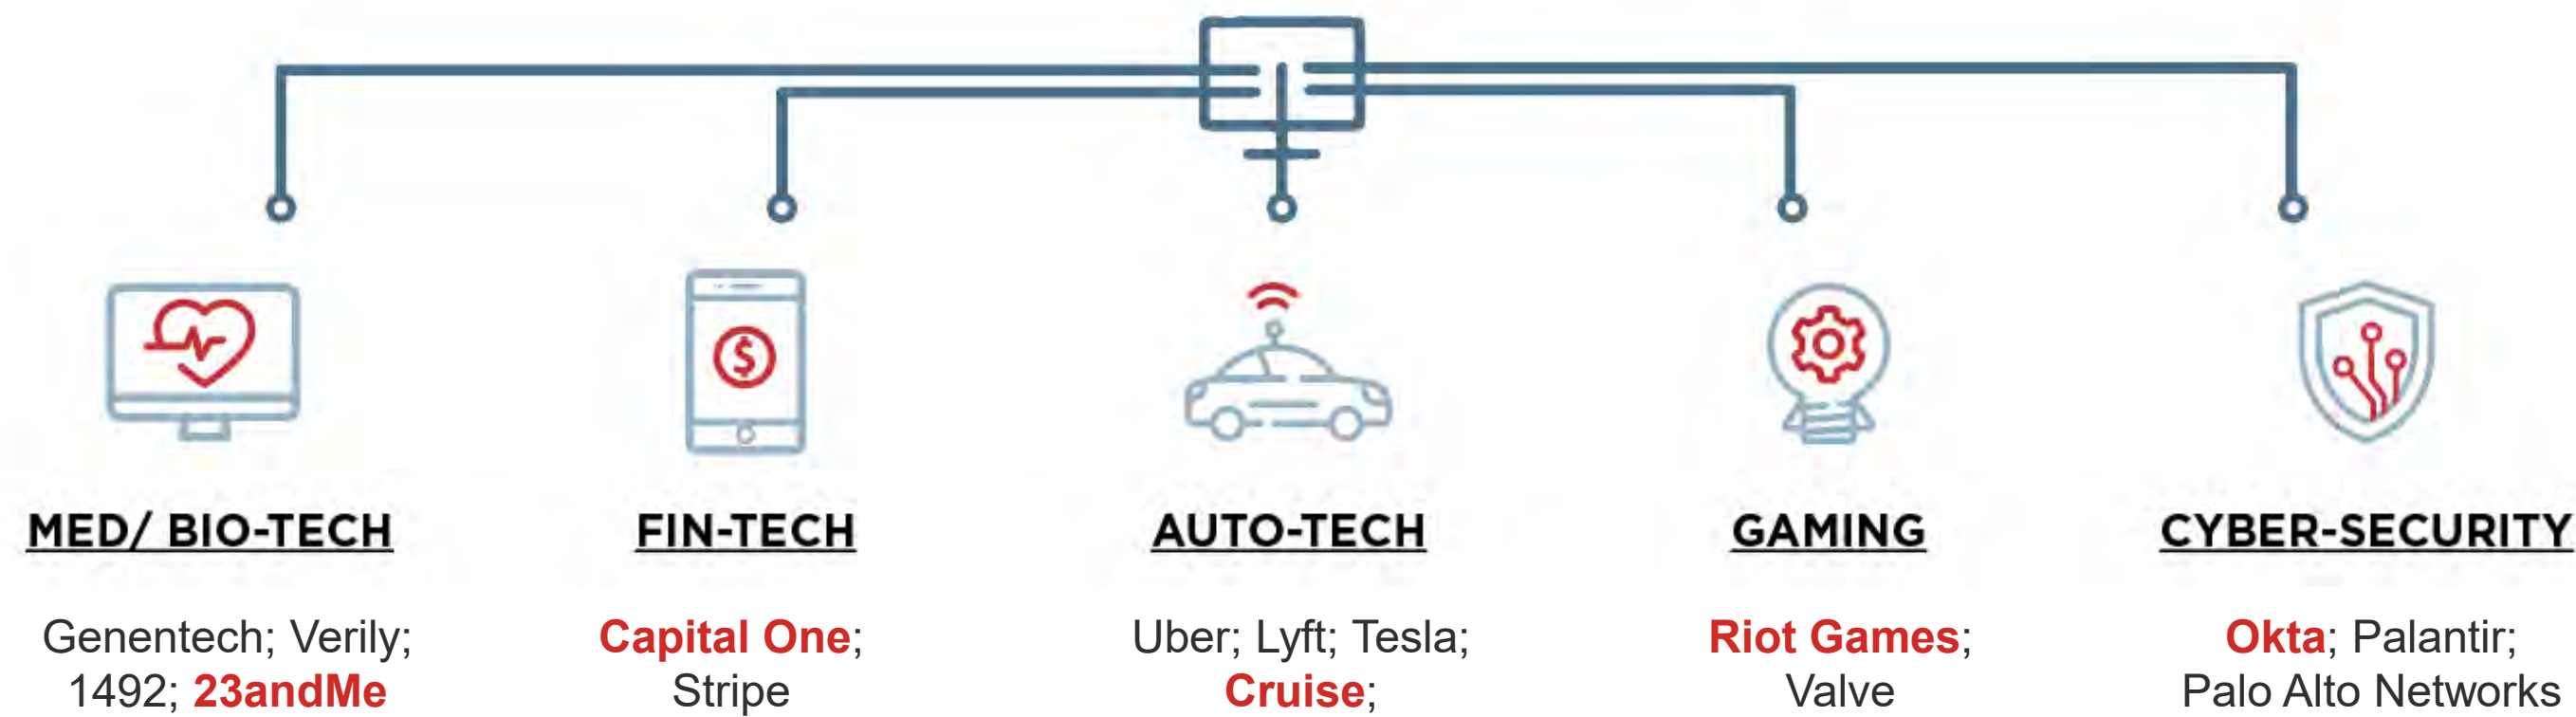 MED/ BIO-TECH
Genentech; Verily;
1492; 23andMe
FIN-TECH
$
Capital One;
Stripe
AUTO-TECH
Uber; Lyft; Tesla;
Cruise;
GAMING
Riot Games;
Valve
CYBER-SECURITY
Okta; Palantir;
Palo Alto Networks